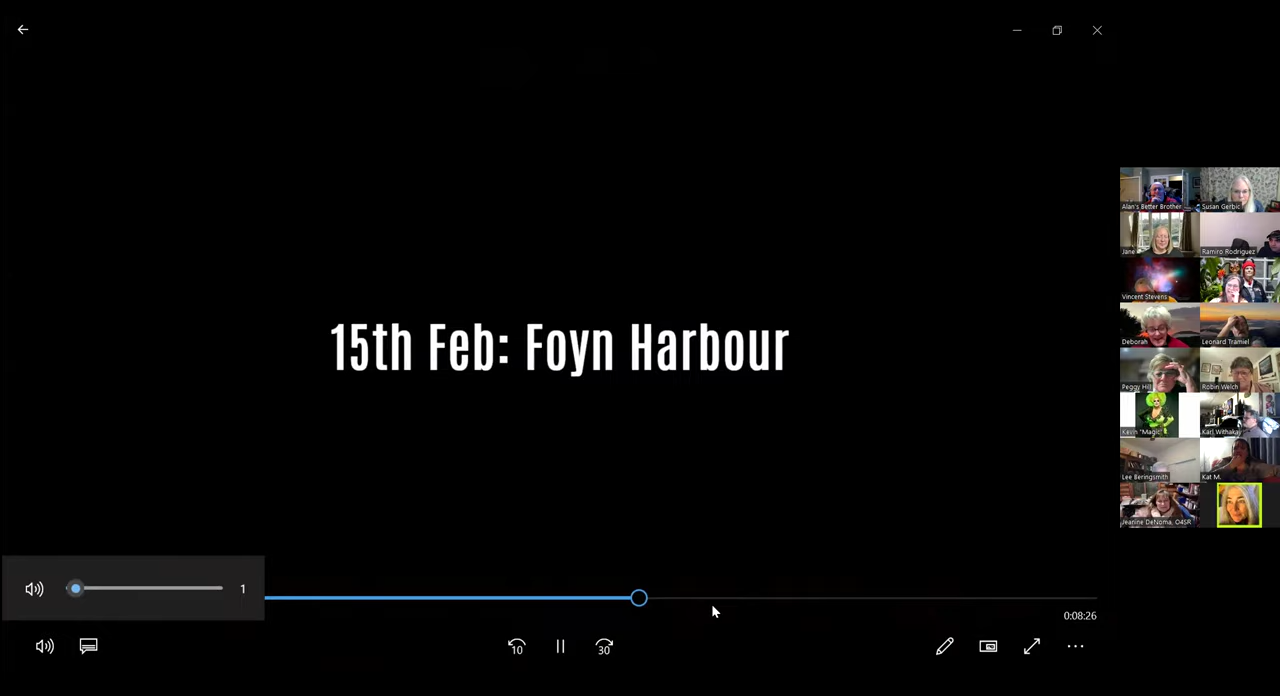 15th Feb: Foyn Harbour
1
0:08:26
10
30
Alan's Better Brother
Susan Gerbic
Jane
Ramiro Rodriguez
Vincent Stevens
Deborah
Leonard Tramiel
Peggy Hill
Robin Welch
Kevin "Magic"
Karl Withakay
Lee Beringsmith
Kat M.
Jeanine DeNoma, O4SR